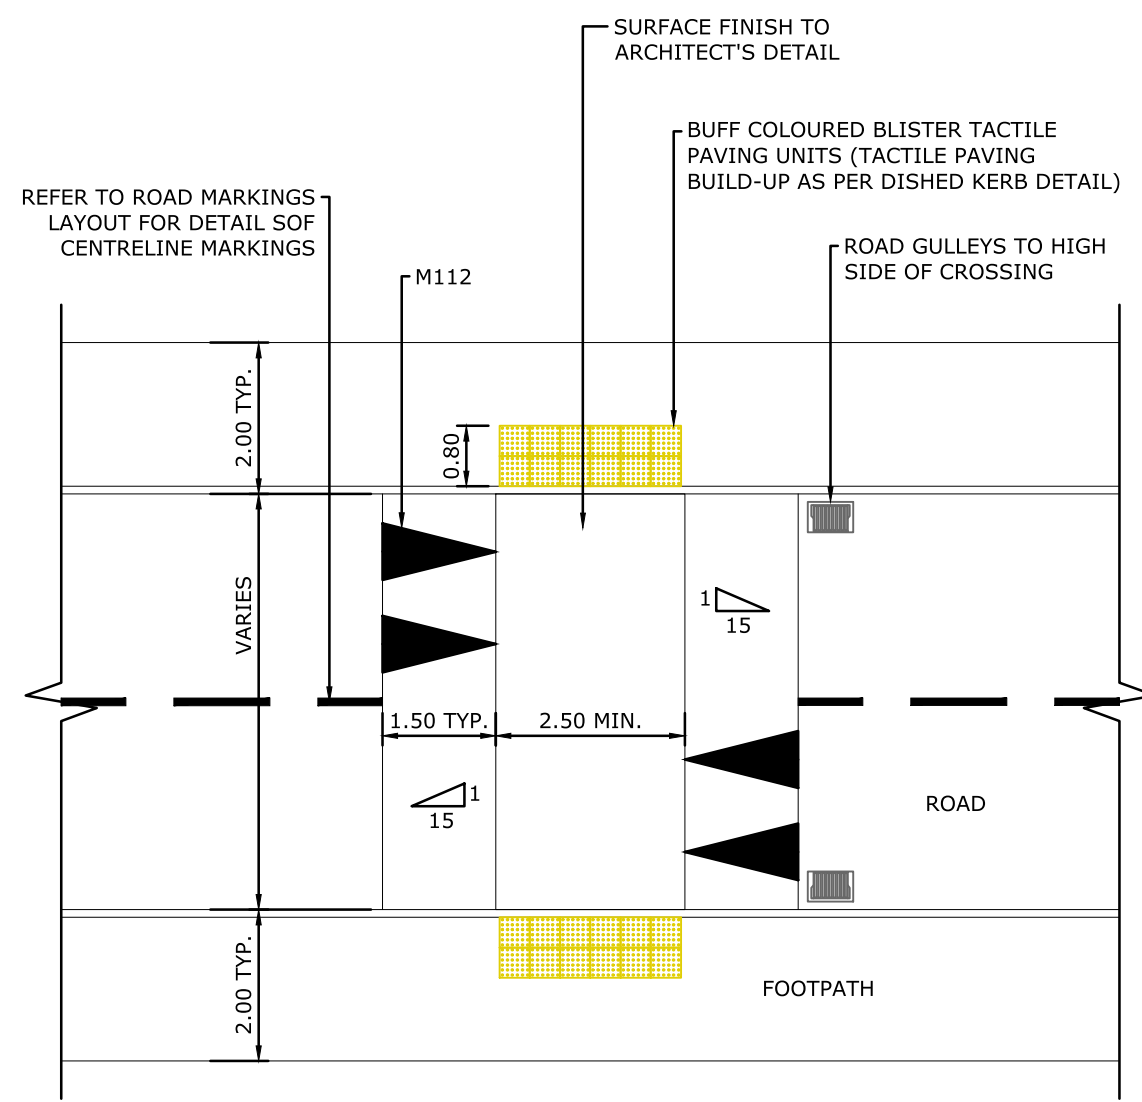 SURFACE FINISH TO
ARCHITECT'S DETAIL
BUFF COLOURED BLISTER TACTILE
PAVING UNITS (TACTILE PAVING
BUILD-UP AS PER DISHED KERB DETAIL)
REFER TO ROAD MARKINGS
LAYOUT FOR DETAIL SOF
CENTRELINE MARKINGS
ROAD GULLEYS TO HIGH
SIDE OF CROSSING
M112
2.00 TYP.
0.80
VARIES
1
15
1.50 TYP.
2.50 MIN.
1
15
ROAD
2.00 TYP.
FOOTPATH